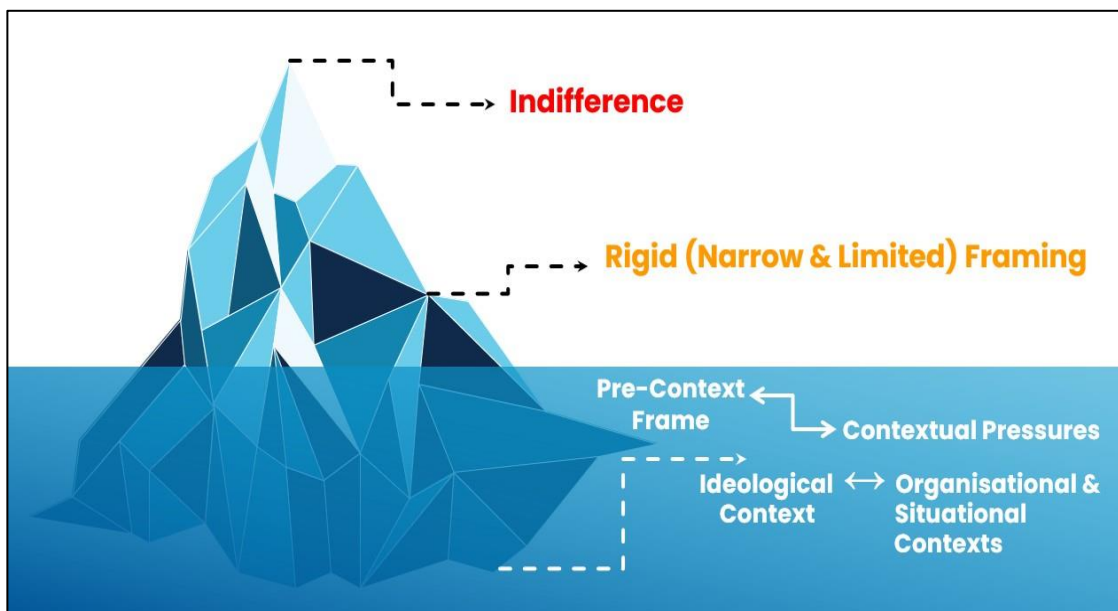 Indifference
Rigid (Narrow & Limited) Framing
Pre-Context
Frame
Contextual Pressures
Ideological
Context
Organisational &
Situational
Contexts